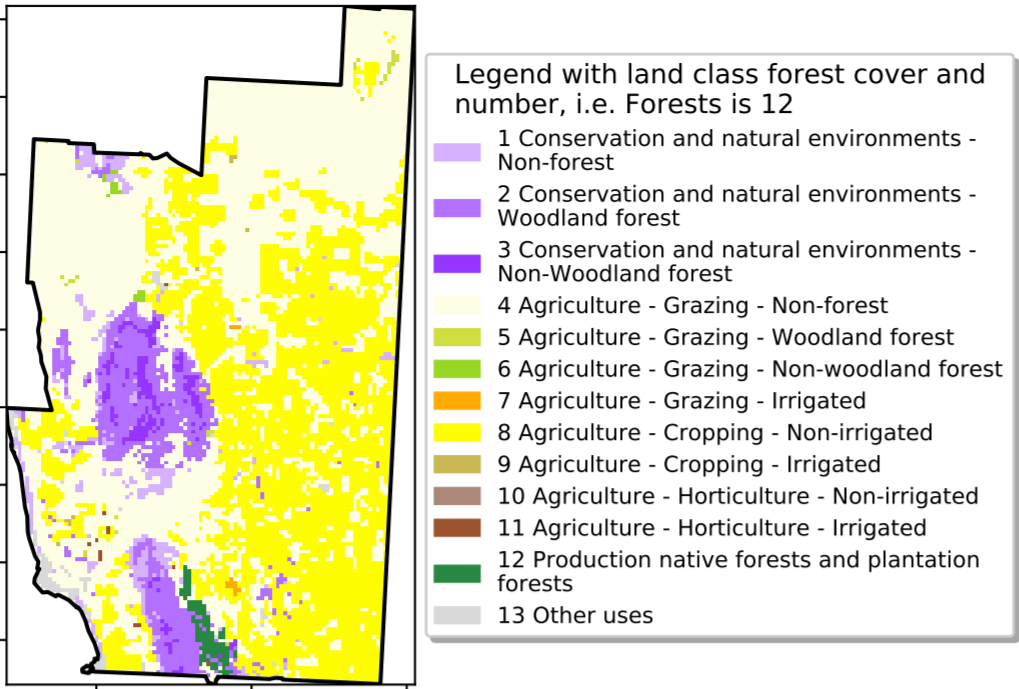 Legend with land class forest cover and
number, i.e. Forests is 12
1 Conservation and natural environments -
Non-forest
2 Conservation and natural environments -
Woodland forest
3 Conservation and natural environments -
Non-Woodland forest
4 Agriculture - Grazing - Non-forest
5 Agriculture - Grazing - Woodland forest
6 Agriculture - Grazing - Non-woodland forest
7 Agriculture - Grazing - Irrigated
8 Agriculture - Cropping - Non-irrigated
9 Agriculture - Cropping - Irrigated
10 Agriculture - Horticulture - Non-irrigated
11 Agriculture - Horticulture - Irrigated
12 Production native forests and plantation
forests
13 Other uses